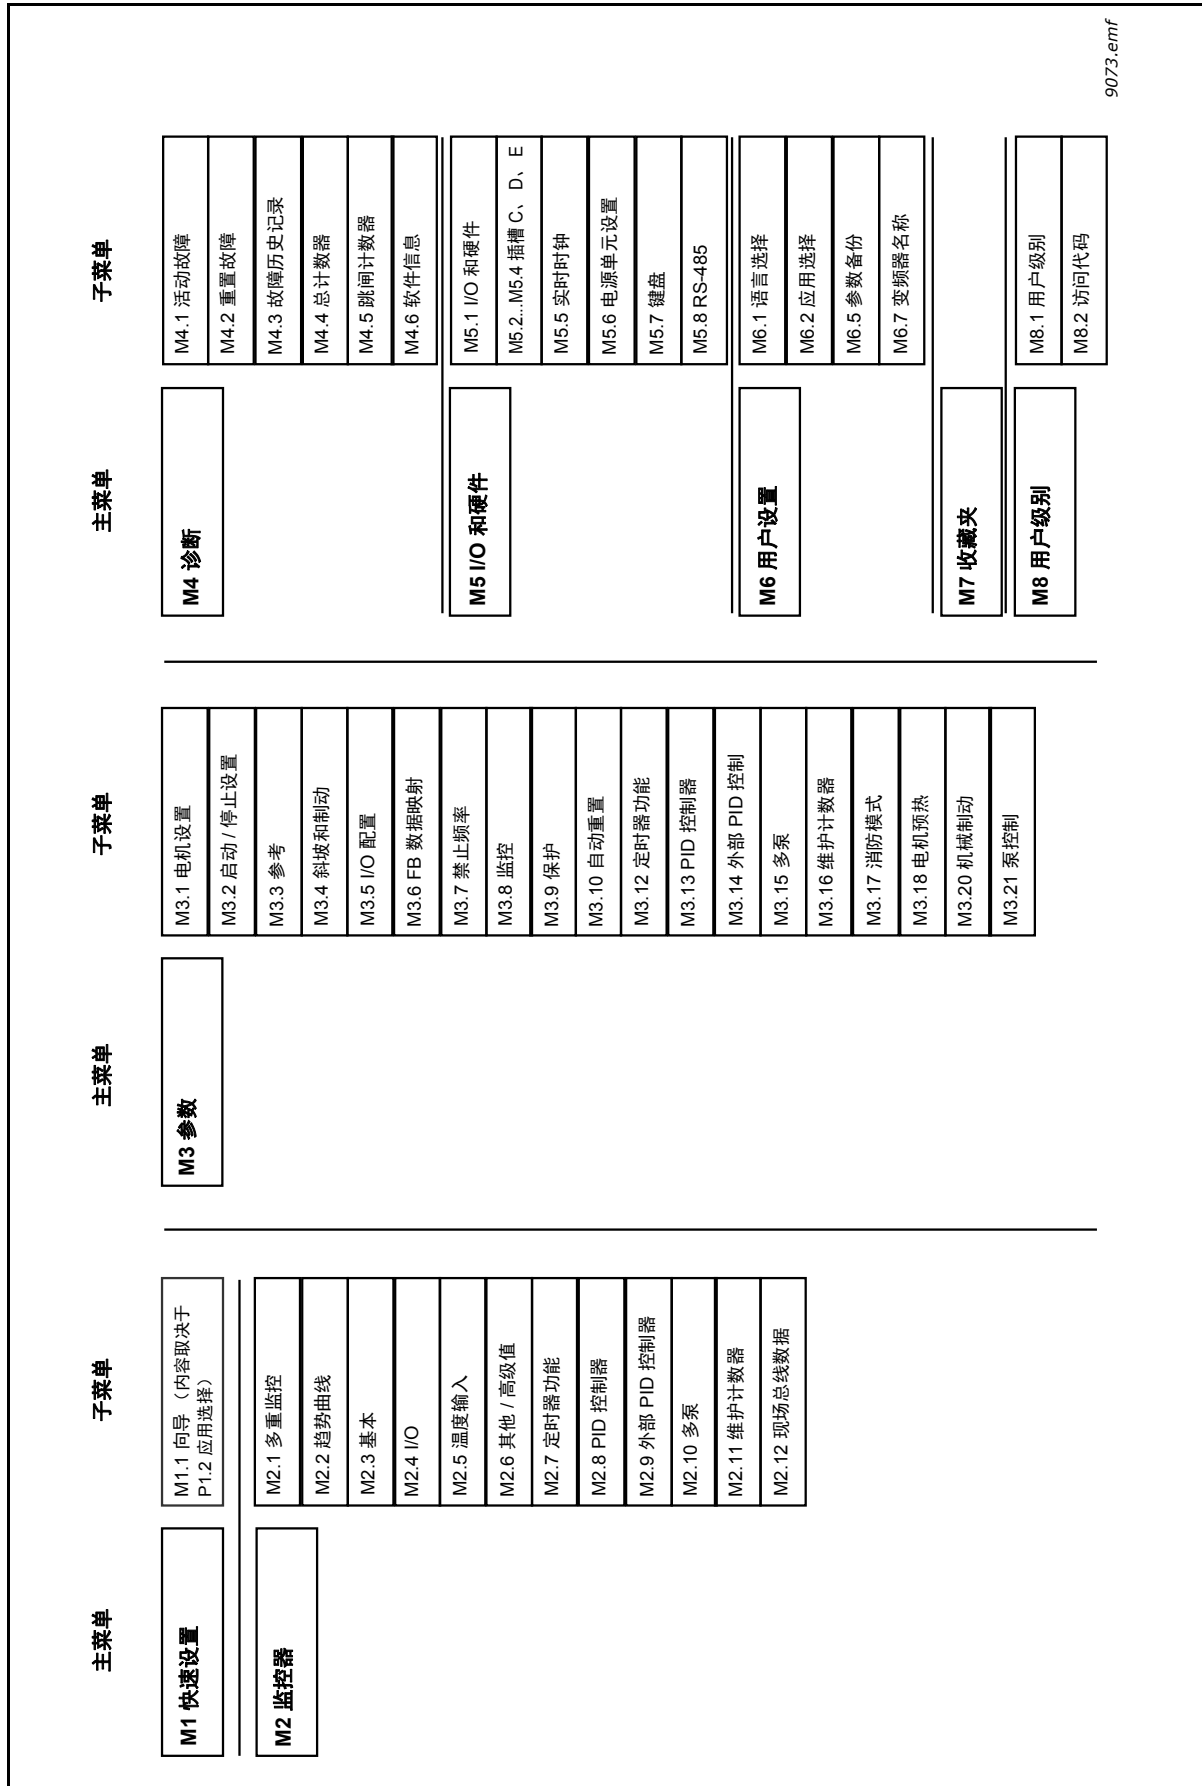 主菜单
子菜单
M1 快速设置
M1.1 向导（内容取决于
P1.2 应用选择）
M2 监控器
M2.1 多重监控
M2.2 趋势曲线
M2.3 基本
M2.4 I/O
M2.5 温度输入
M2.6 其他 / 高级值
M2.7 定时器功能
M2.8 PID 控制器
M2.9 外部 PID 控制器
M2.10 多泵
M2.11 维护计数器
M2.12 现场总线数据
主菜单
子菜单
M3 参数
M3.1 电机设置
M3.2 启动 / 停止设置
M3.3 参考
M3.4 斜坡和制动
M3.5 I/O 配置
M3.6 FB 数据映射
M3.7 禁止频率
M3.8 监控
M3.9 保护
M3.10 自动重置
M3.12 定时器功能
M3.13 PID 控制器
M3.14 外部 PID 控制
M3.15 多泵
M3.16 维护计数器
M3.17 消防模式
M3.18 电机预热
M3.20 机械制动
M3.21 泵控制
主菜单
子菜单
M4 诊断
M4.1 活动故障
M4.2 重置故障
M4.3 故障历史记录
M4.4 总计数器
M4.5 跳闸计数器
M4.6 软件信息
M5 I/O 和硬件
M5.1 I/O 和硬件
M5.2...M5.4 插槽 C、D、E
M5.5 实时时钟
M5.6 电源单元设置
M5.7 键盘
M5.8 RS-485
M6 用户设置
M6.1 语言选择
M6.2 应用选择
M6.5 参数备份
M6.7 变频器名称
M7 收藏夹
M8 用户级别
M8.1 用户级别
M8.2 访问代码
9073.emf